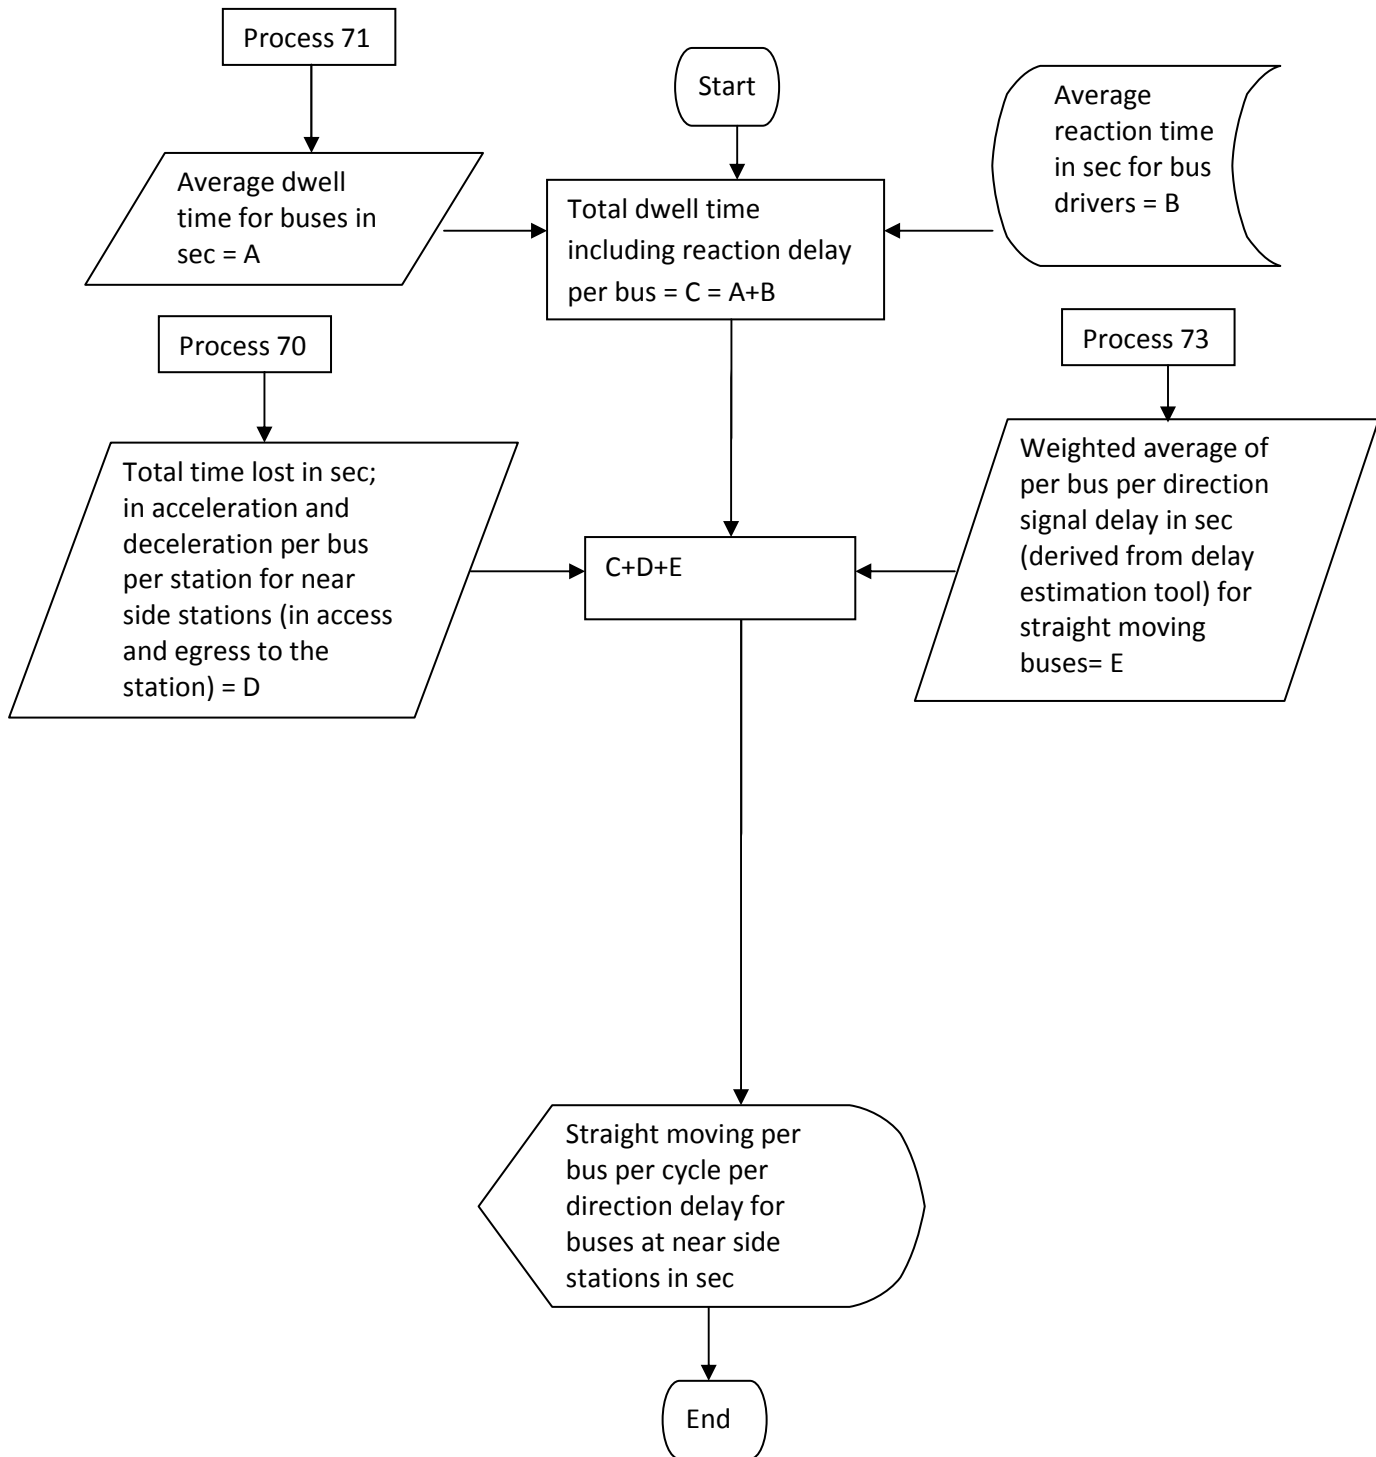 Process 71
Start
Average
reaction time
in sec for bus
drivers = B
Average dwell
time for buses in
sec = A
Total dwell time
including reaction delay
per bus = C = A+B
Process 70
Process 73
Total time lost in sec;
in acceleration and
deceleration per bus
per station for near
side stations (in access
and egress to the
station) = D
C+D+E
Weighted average of
per bus per direction
signal delay in sec
(derived from delay
estimation tool) for
straight moving
buses= E
Straight moving per
bus per cycle per
direction delay for
buses at near side
stations in sec
End